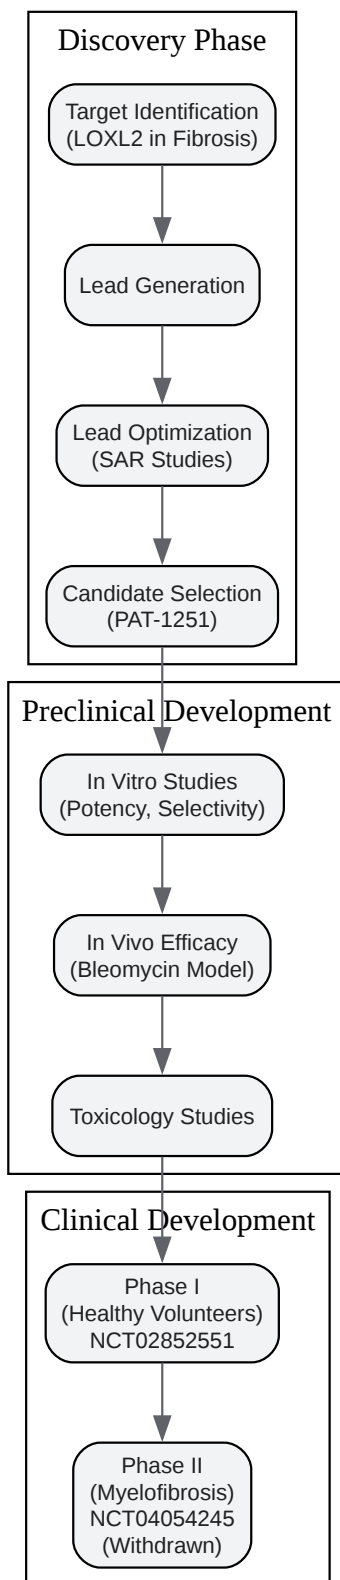 Discovery Phase
Target Identification
(LOXL2 in Fibrosis)
Lead Generation
Lead Optimization
(SAR Studies)
Candidate Selection
(PAT-1251)
Preclinical Development
In Vitro Studies
(Potency, Selectivity)
In Vivo Efficacy
(Bleomycin Model)
Toxicology Studies
Clinical Development
Phase I
(Healthy Volunteers)
NCT02852551
Phase II
(Myelofibrosis)
NCT04054245
(Withdrawn)